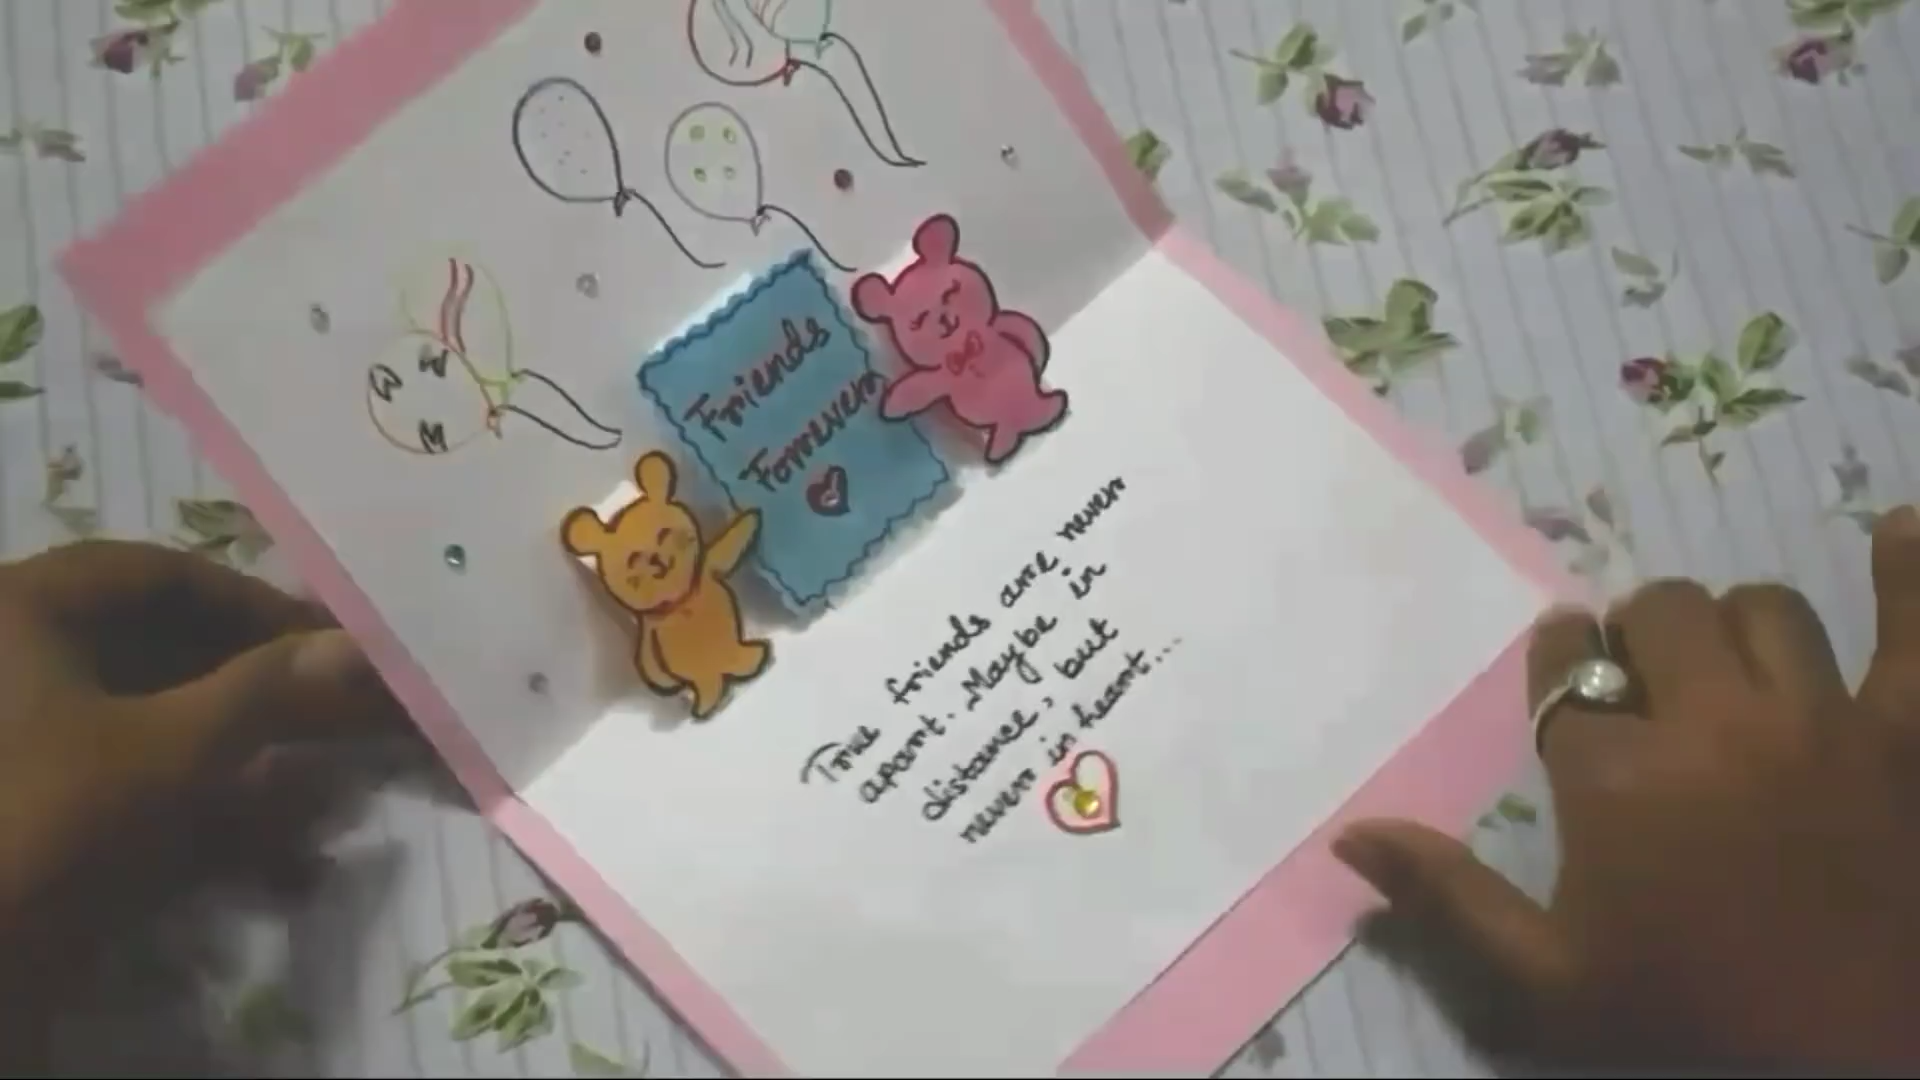 Friends
Forever
True friends are never
apart. Maybe in
distance, but
never in heart...